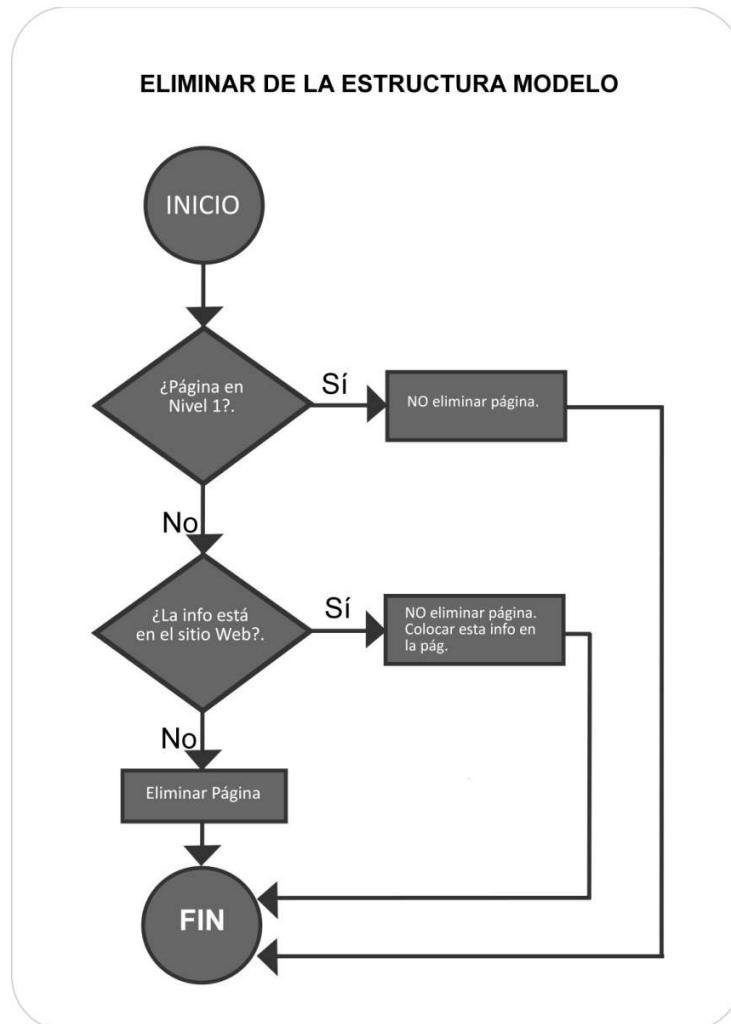 ELIMINAR DE LA ESTRUCTURA MODELO
INICIO
¿Página en
Nivel 1?.
Sí
NO eliminar página.
No
¿La info está
en el sitio Web?.
Sí
NO eliminar página.
Colocar esta info en
la pág.
No
Eliminar Página
FIN